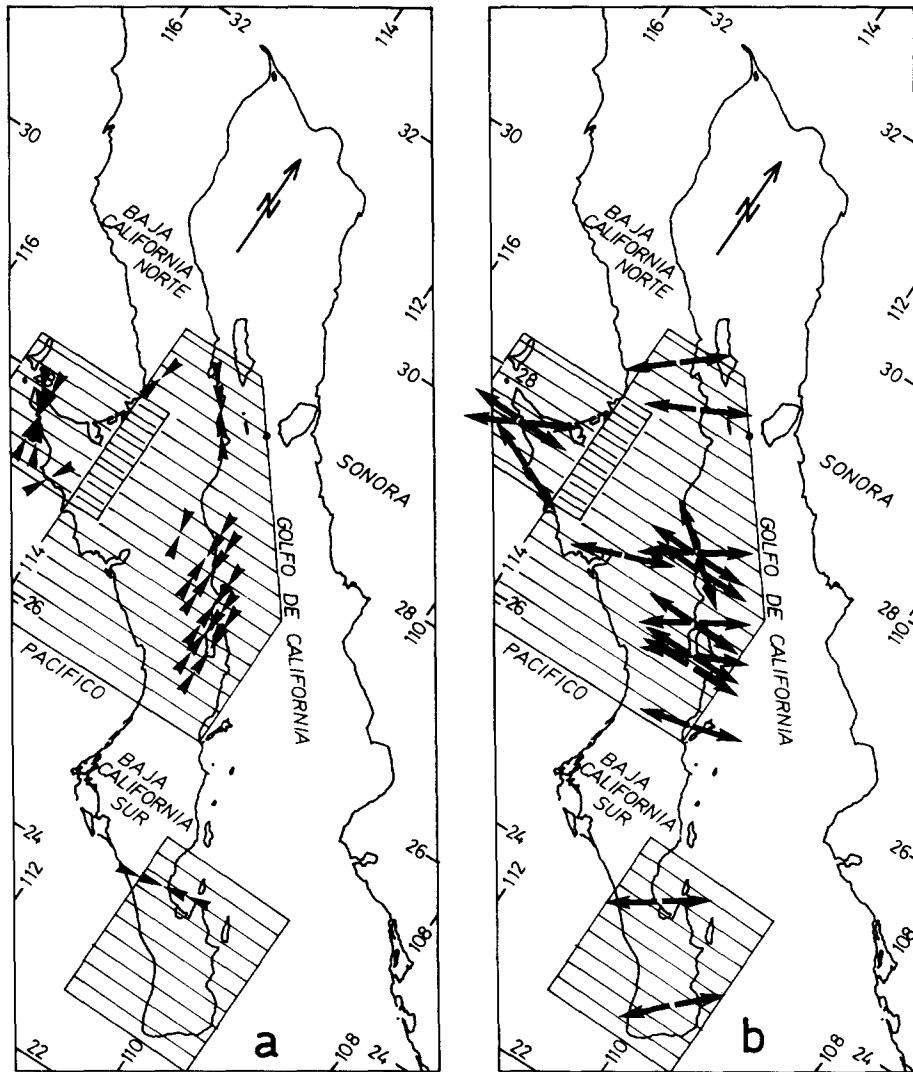 116
32
114
30
32
N
BAJA
CALIFORNIA
NORTE
116
112
30
28
SONORA
GOLFO DE CALIFORNIA
114
26
28
110
PACIFICO
BAJA
CALIFORNIA
SUR
24
112
26
108
22
110
a
108
24
116
32
114
30
32
N
BAJA
CALIFORNIA
NORTE
116
112
30
28
SONORA
GOLFO DE CALIFORNIA
114
26
28
110
PACIFICO
BAJA
CALIFORNIA
SUR
24
112
26
108
22
110
b
108
24